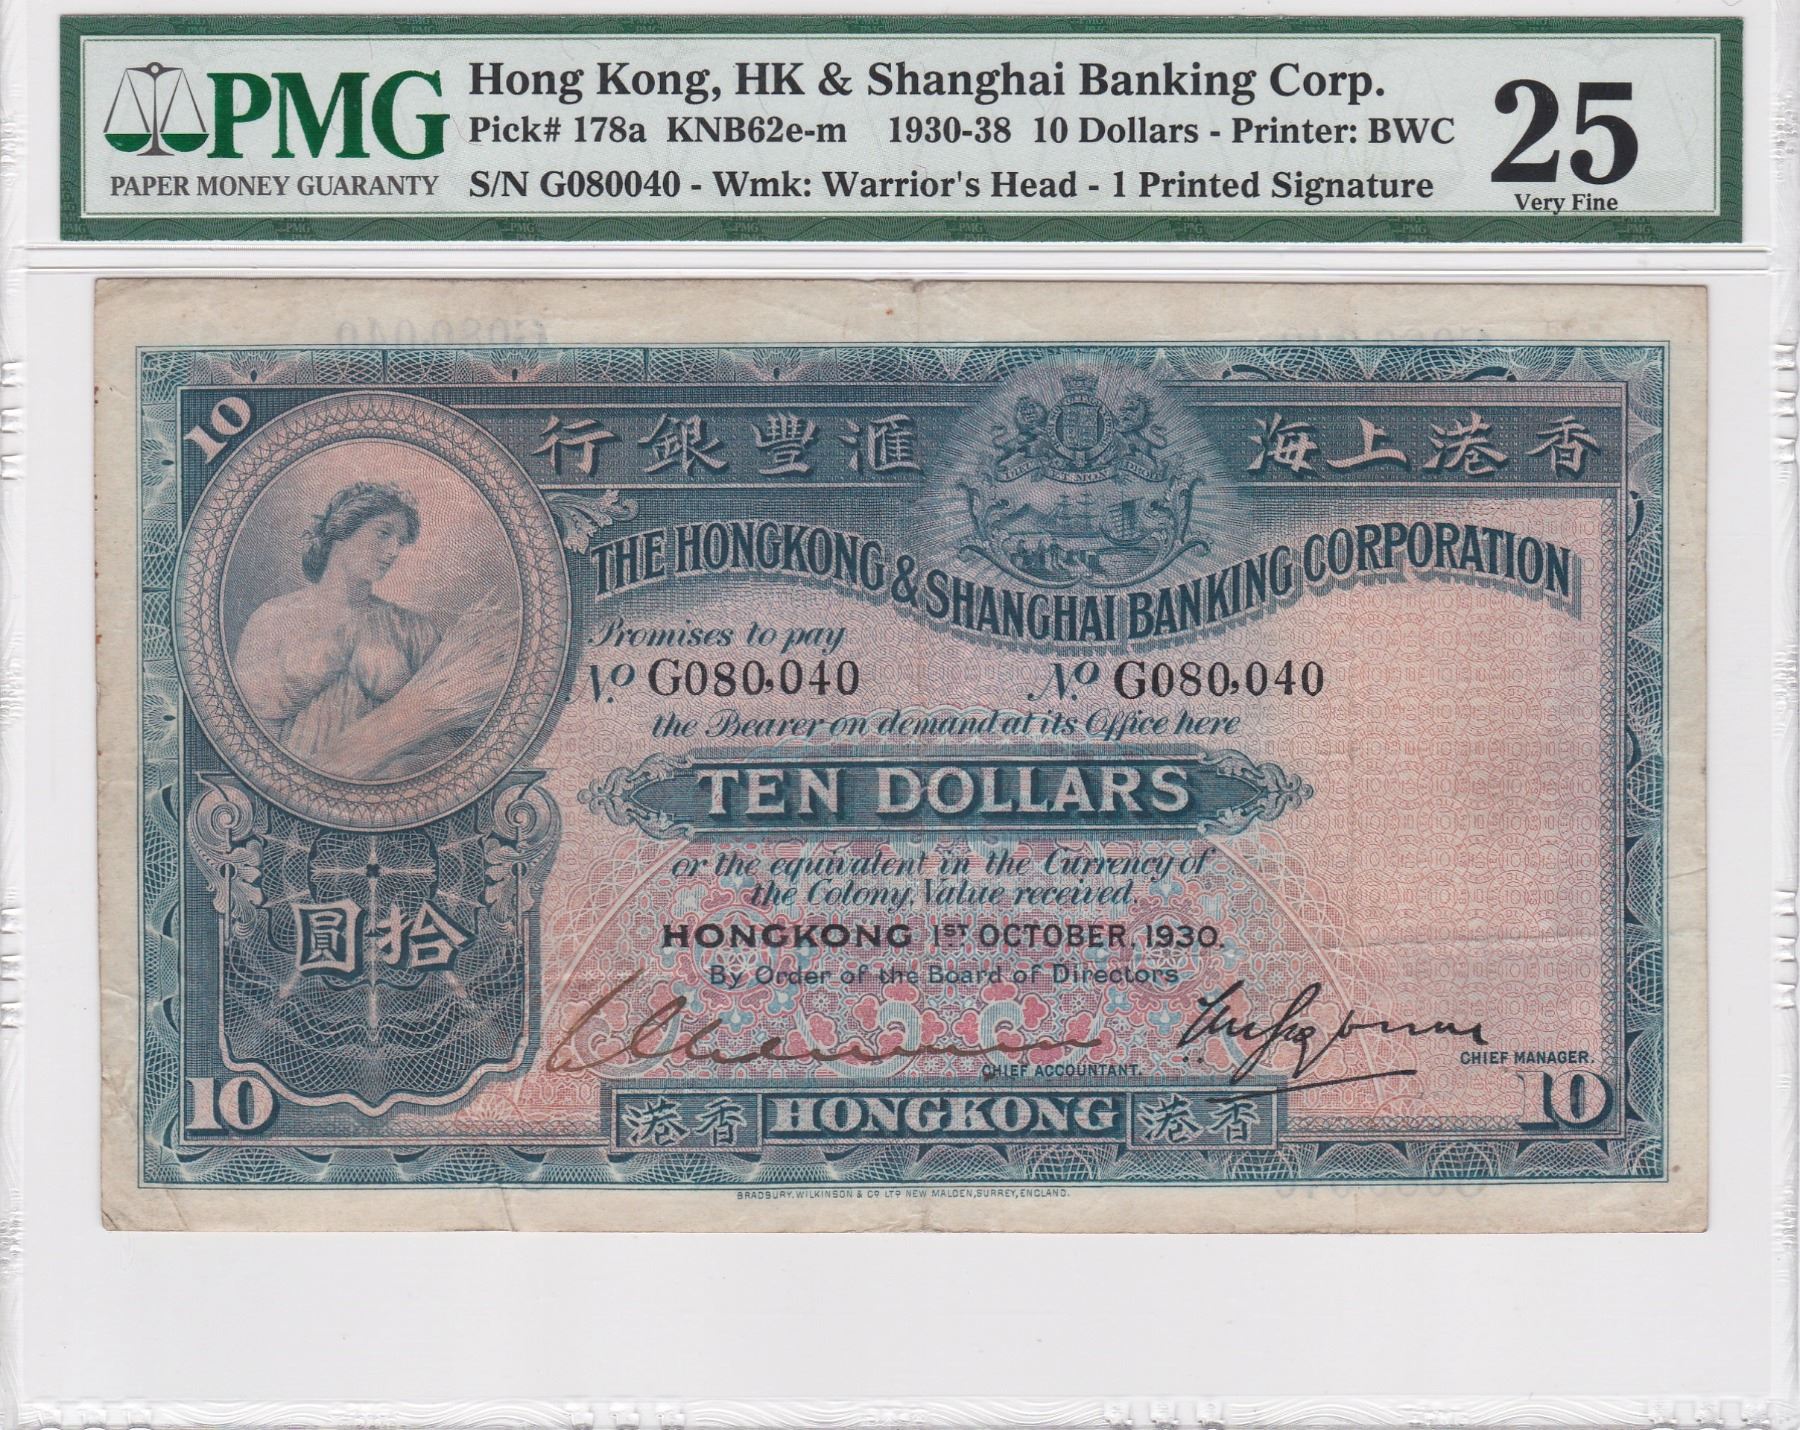 PMG
PAPER MONEY GUARANTY
Hong Kong, HK & Shanghai Banking Corp.
Pick# 178a KNB62e-m 1930-38 10 Dollars - Printer: BWC
S/N G080040 - Wmk: Warrior's Head - 1 Printed Signature
25
Very Fine
10
行銀豐滙 海上港香
THE HONGKONG & SHANGHAI BANKING CORPORATION
Promises to pay
No G080,040 No G080,040
the Bearer on demand at its Office here
TEN DOLLARS
or the equivalent in the Currency of
the Colony, Value received.
圓拾
HONGKONG 1ST OCTOBER, 1930.
By Order of the Board of Directors
CHIEF ACCOUNTANT.
CHIEF MANAGER.
10 港香 HONGKONG 港香 10
BRADBURY, WILKINSON & CO LTD NEW MALDEN, SURREY, ENGLAND.